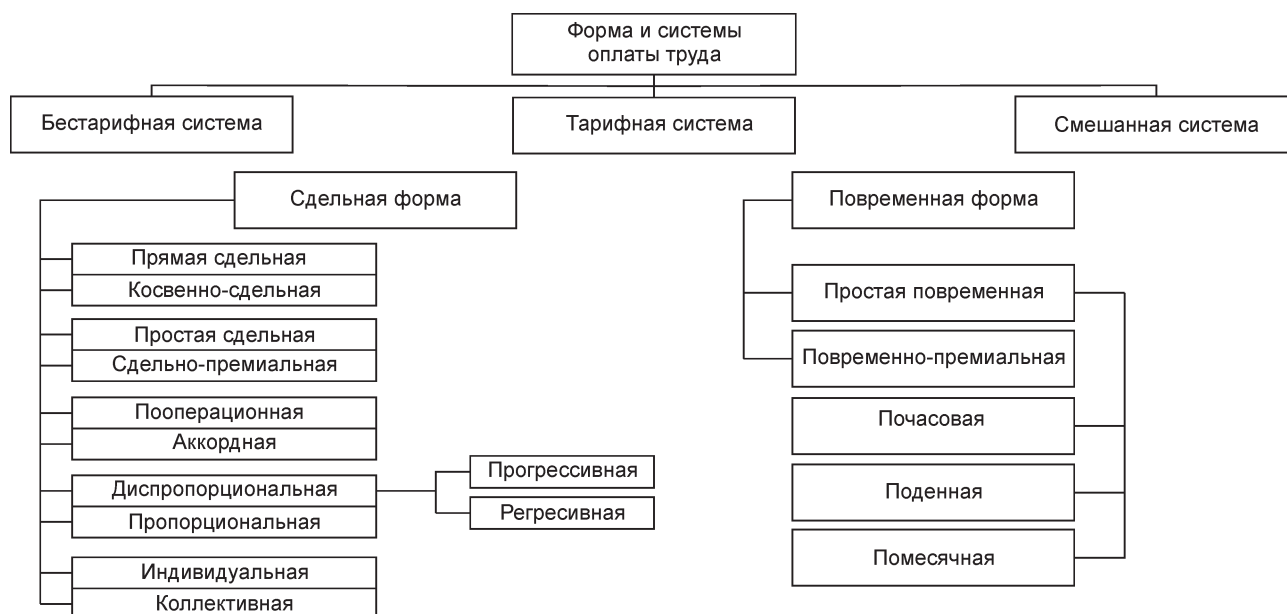 Форма и системы
оплаты труда
Бестарифная система
Тарифная система
Смешанная система
Сдельная форма
Прямая сдельная
Косвенно-сдельная
Простая сдельная
Сдельно-премиальная
Пооперационная
Аккордная
Диспропорциональная
Пропорциональная
Прогрессивная
Регресивная
Индивидуальная
Коллективная
Повременная форма
Простая повременная
Повременно-премиальная
Почасовая
Поденная
Помесячная